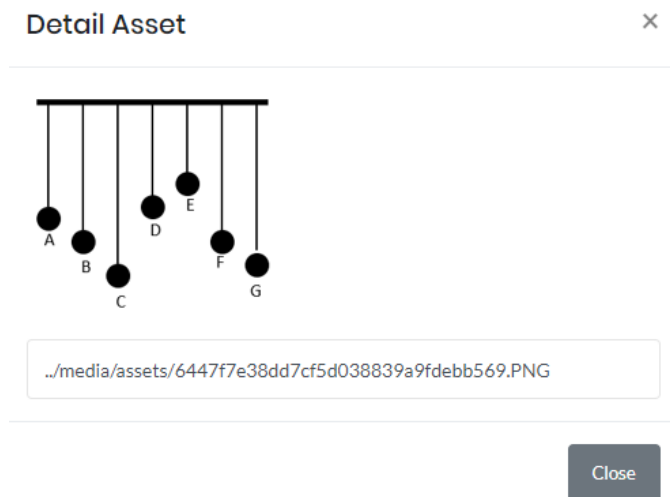 Detail Asset
×
E
D
A
B
F
C
G
../media/assets/6447f7e38dd7cf5d038839a9fdebb569.PNG
Close